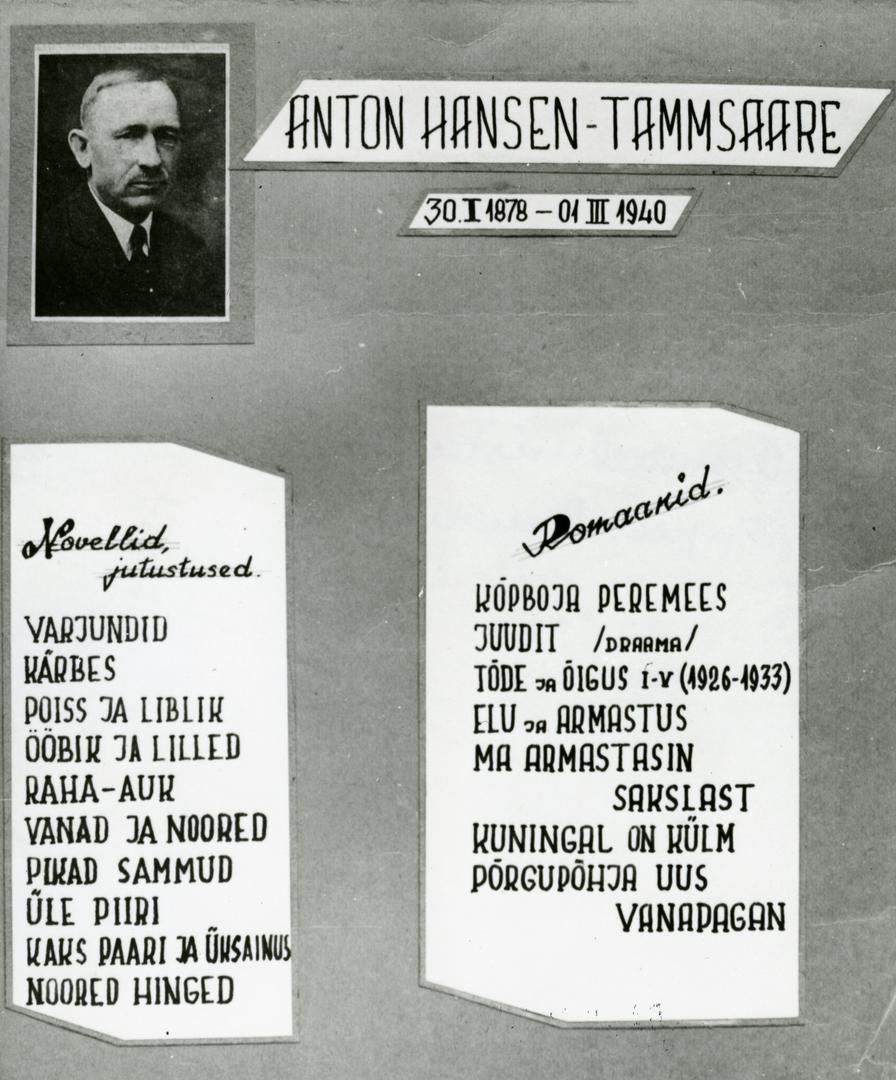 ANTON HANSEN-TAMMSAARE
30.I 1878 – 01 III 1940
Novellid,
jutustused.
VARJUNDID
KÄRBES
POISS JA LIBLIK
ÖÖBIK JA LILLED
RAHA-AUK
VANAD JA NOORED
PIKAD SAMMUD
ÜLE PIIRI
KAKS PAARI JA ÜKSAINUS
NOORED HINGED
Romaanid.
KÕPBOJA PEREMEES
JUUDIT /DRAAMA/
TÕDE JA ÕIGUS I-V (1926-1933)
ELU JA ARMASTUS
MA ARMASTASIN
SAKSLAST
KUNINGAL ON KÜLM
PÕRGUPÕHJA UUS
VANAPAGAN